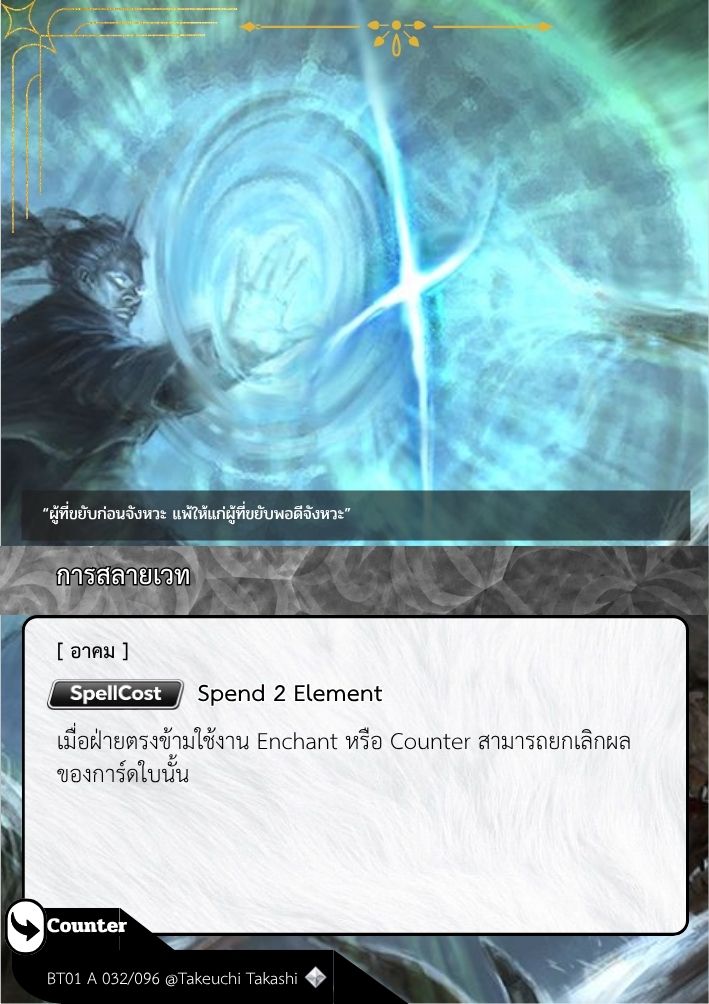 “ผู้ที่ขยับก่อนจังหวะ แพ้ให้แก่ผู้ที่ขยับพอดีจังหวะ”
การสลายเวท
[ อาคม ]
SpellCost Spend 2 Element
เมื่อฝ่ายตรงข้ามใช้งาน Enchant หรือ Counter สามารถยกเลิกผล
ของการ์ดใบนั้น
Counter
BT01 A 032/096 @Takeuchi Takashi